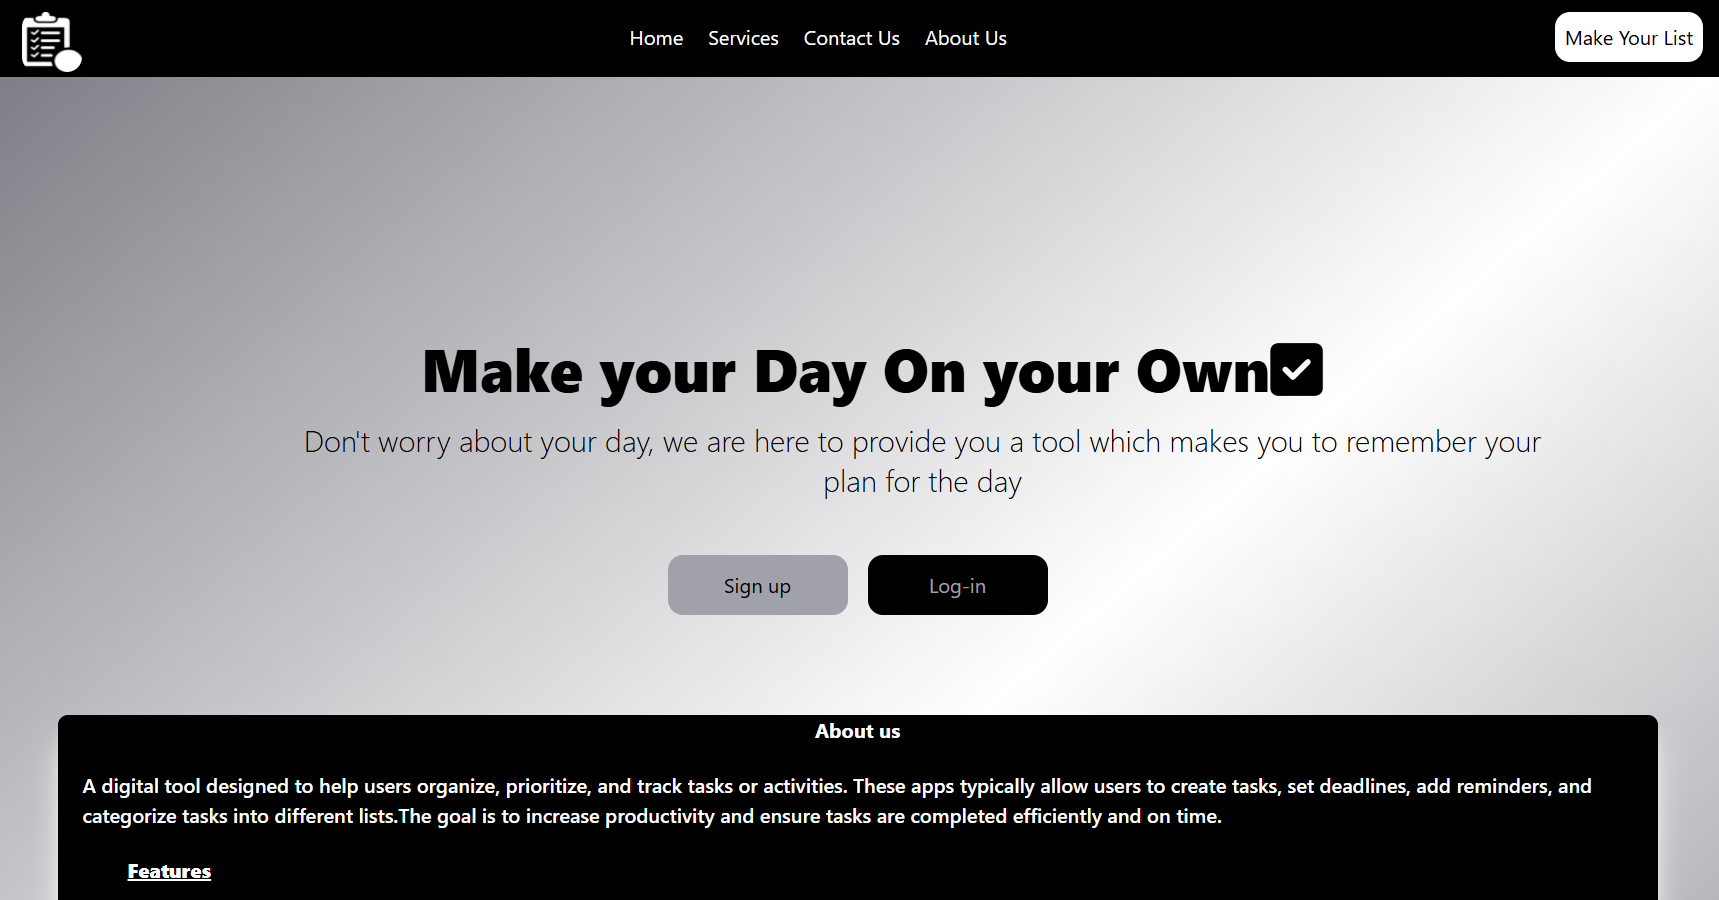 Home Services Contact Us About Us Make Your List
Make your Day On your Own
Don't worry about your day, we are here to provide you a tool which makes you to remember your
plan for the day
Sign up Log-in
About us
A digital tool designed to help users organize, prioritize, and track tasks or activities. These apps typically allow users to create tasks, set deadlines, add reminders, and
categorize tasks into different lists.The goal is to increase productivity and ensure tasks are completed efficiently and on time.
Features